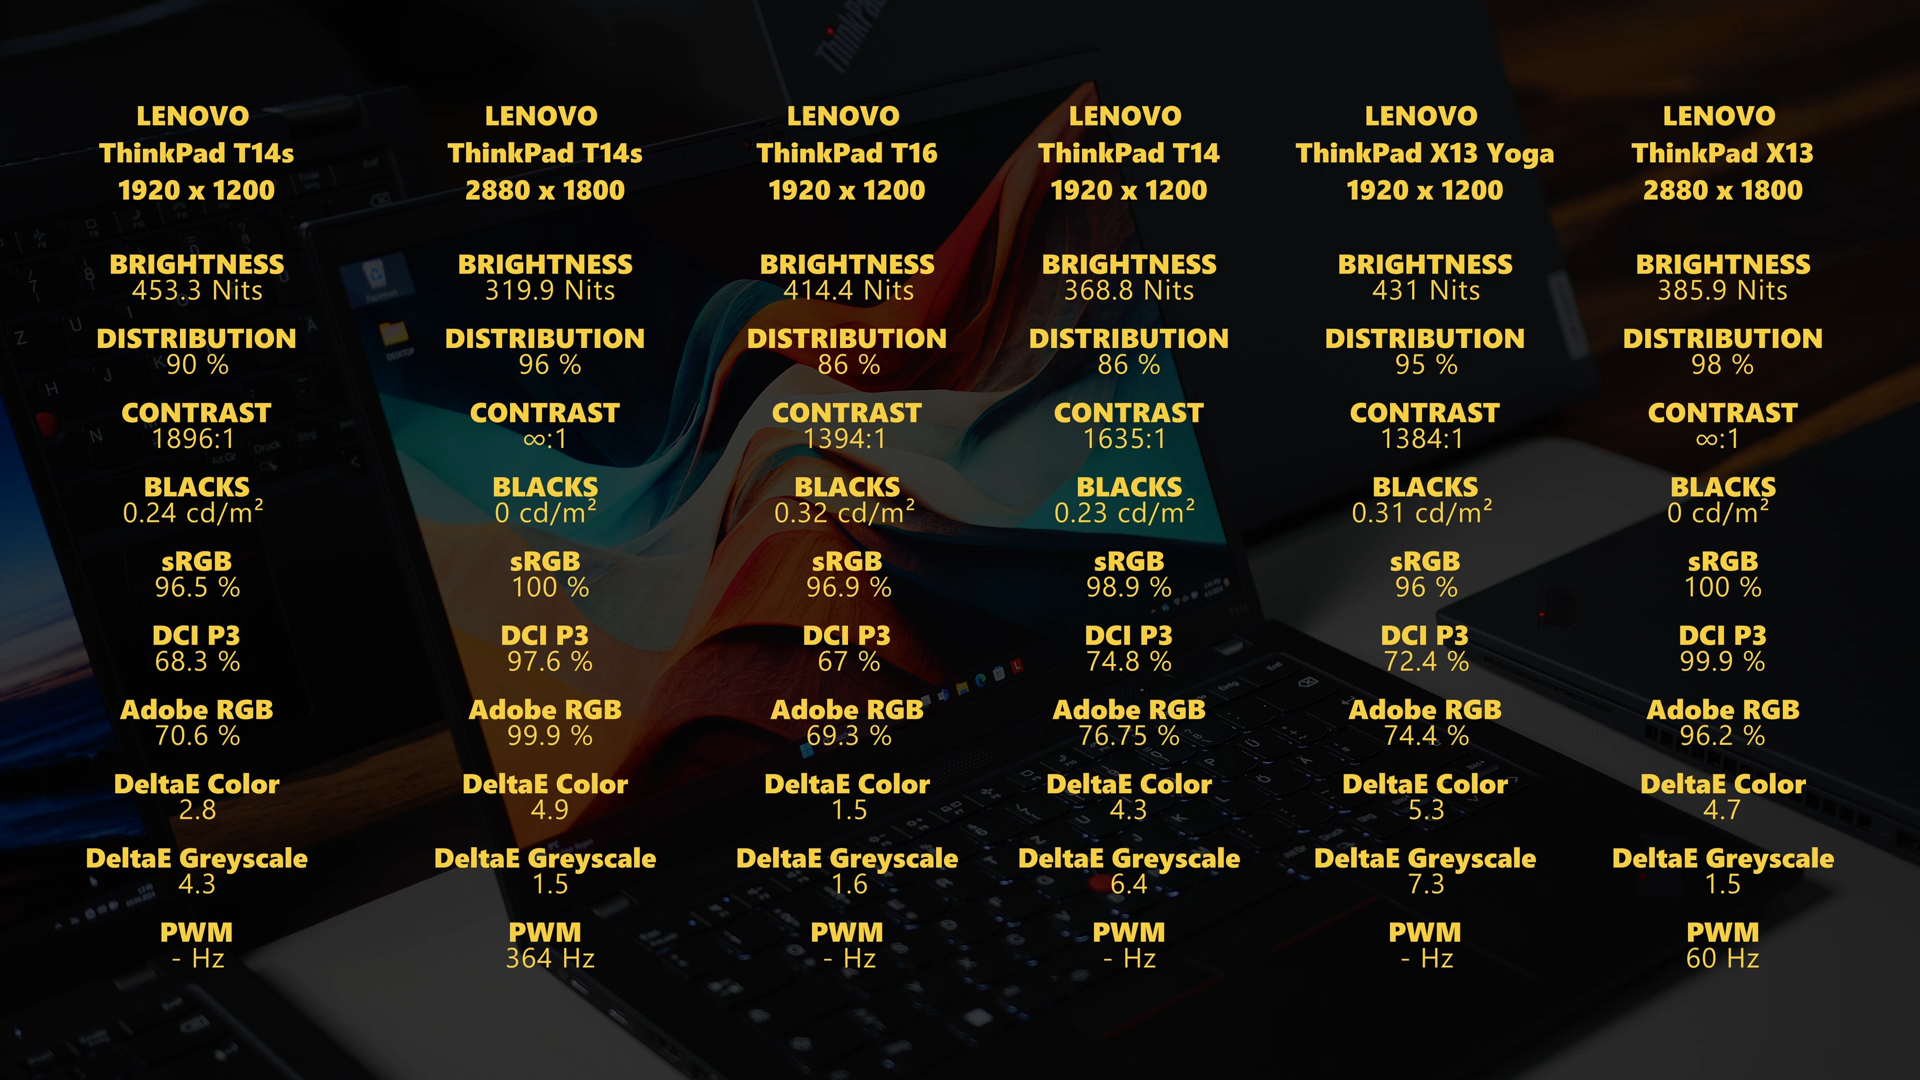 LENOVO
ThinkPad T14s
1920 x 1200
BRIGHTNESS
453.3 Nits
DISTRIBUTION
90 %
CONTRAST
1896:1
BLACKS
0.24 cd/m²
sRGB
96.5 %
DCI P3
68.3 %
Adobe RGB
70.6 %
DeltaE Color
2.8
DeltaE Greyscale
4.3
PWM
- Hz
LENOVO
ThinkPad T14s
2880 x 1800
BRIGHTNESS
319.9 Nits
DISTRIBUTION
96 %
CONTRAST
∞:1
BLACKS
0 cd/m²
sRGB
100 %
DCI P3
97.6 %
Adobe RGB
99.9 %
DeltaE Color
4.9
DeltaE Greyscale
1.5
PWM
364 Hz
LENOVO
ThinkPad T16
1920 x 1200
BRIGHTNESS
414.4 Nits
DISTRIBUTION
86 %
CONTRAST
1394:1
BLACKS
0.32 cd/m²
sRGB
96.9 %
DCI P3
67 %
Adobe RGB
69.3 %
DeltaE Color
1.5
DeltaE Greyscale
1.6
PWM
- Hz
LENOVO
ThinkPad T14
1920 x 1200
BRIGHTNESS
368.8 Nits
DISTRIBUTION
86 %
CONTRAST
1635:1
BLACKS
0.23 cd/m²
sRGB
98.9 %
DCI P3
74.8 %
Adobe RGB
76.75 %
DeltaE Color
4.3
DeltaE Greyscale
6.4
PWM
- Hz
LENOVO
ThinkPad X13 Yoga
1920 x 1200
BRIGHTNESS
431 Nits
DISTRIBUTION
95 %
CONTRAST
1384:1
BLACKS
0.31 cd/m²
sRGB
96 %
DCI P3
72.4 %
Adobe RGB
74.4 %
DeltaE Color
5.3
DeltaE Greyscale
7.3
PWM
- Hz
LENOVO
ThinkPad X13
2880 x 1800
BRIGHTNESS
385.9 Nits
DISTRIBUTION
98 %
CONTRAST
∞:1
BLACKS
0 cd/m²
sRGB
100 %
DCI P3
99.9 %
Adobe RGB
96.2 %
DeltaE Color
4.7
DeltaE Greyscale
1.5
PWM
60 Hz
ThinkPad
DESKTOP